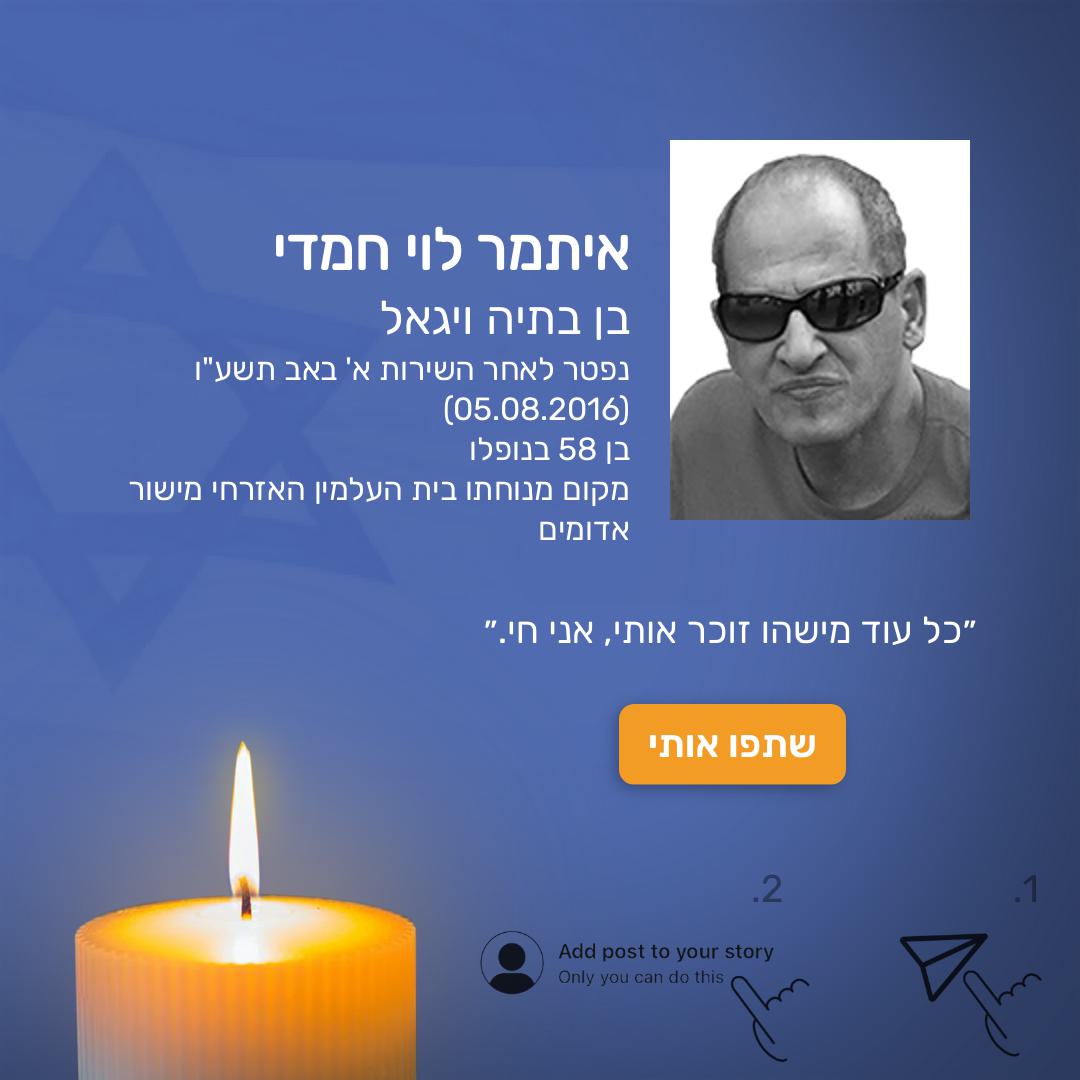 איתמר לוי חמדי
בן בתיה ויגאל
נפטר לאחר השירות א' באב תשע"ו
(05.08.2016)
בן 58 בנופלו
מקום מנוחתו בית העלמין האזרחי מישור
אדומים
״כל עוד מישהו זוכר אותי, אני חי.״
שתפו אותי
1.
2.
Add post to your story
Only you can do this